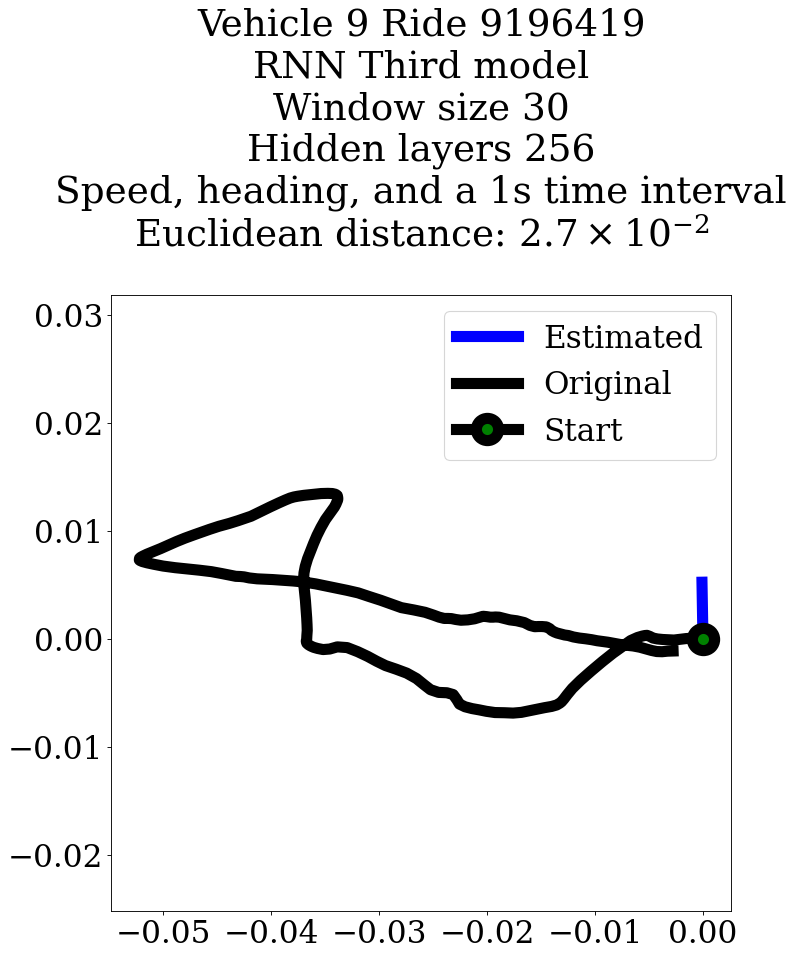 Vehicle 9 Ride 9196419
RNN Third model
Window size 30
Hidden layers 256
Speed, heading, and a 1s time interval
Euclidean distance: 2.7 × 10⁻²
Estimated
Original
Start
0.03
0.02
0.01
0.00
−0.01
−0.02
−0.05 −0.04 −0.03 −0.02 −0.01 0.00